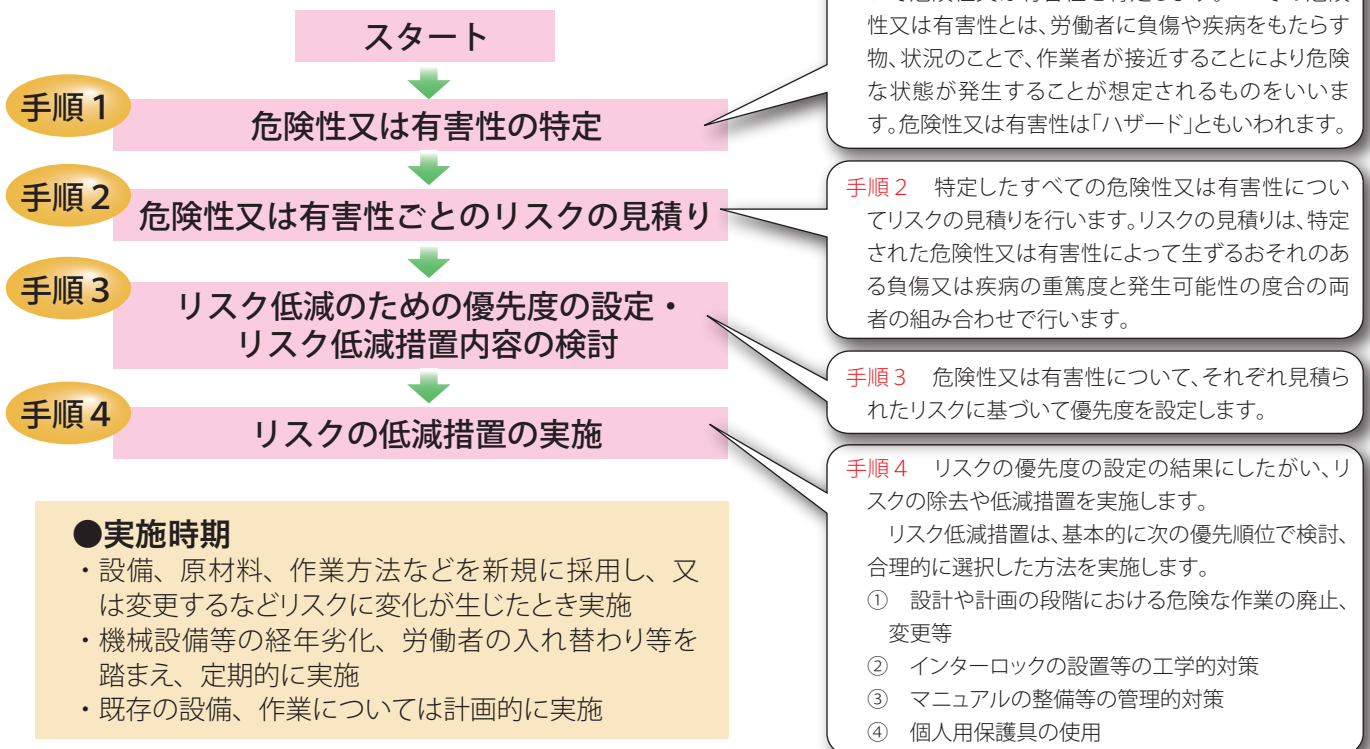 スタート
手順1
危険性又は有害性の特定
手順2
危険性又は有害性ごとのリスクの見積り
手順3
リスク低減のための優先度の設定・
リスク低減措置内容の検討
手順4
リスクの低減措置の実施
●実施時期
・設備、原材料、作業方法などを新規に採用し、又
は変更するなどリスクに変化が生じたとき実施
・機械設備等の経年劣化、労働者の入れ替わり等を
踏まえ、定期的に実施
・既存の設備、作業については計画的に実施
性又は有害性とは、労働者に負傷や疾病をもたらす
物、状況のことで、作業者が接近することにより危険
な状態が発生することが想定されるものをいいま
す。危険性又は有害性は「ハザード」ともいわれます。
手順2 特定したすべての危険性又は有害性につい
てリスクの見積りを行います。リスクの見積りは、特定
された危険性又は有害性によって生ずるおそれのあ
る負傷又は疾病の重篤度と発生可能性の度合の両
者の組み合わせで行います。
手順3 危険性又は有害性について、それぞれ見積ら
れたリスクに基づいて優先度を設定します。
手順4 リスクの優先度の設定の結果にしたがい、リ
スクの除去や低減措置を実施します。
リスク低減措置は、基本的に次の優先順位で検討、
合理的に選択した方法を実施します。
① 設計や計画の段階における危険な作業の廃止、
変更等
② インターロックの設置等の工学的対策
③ マニュアルの整備等の管理的対策
④ 個人用保護具の使用